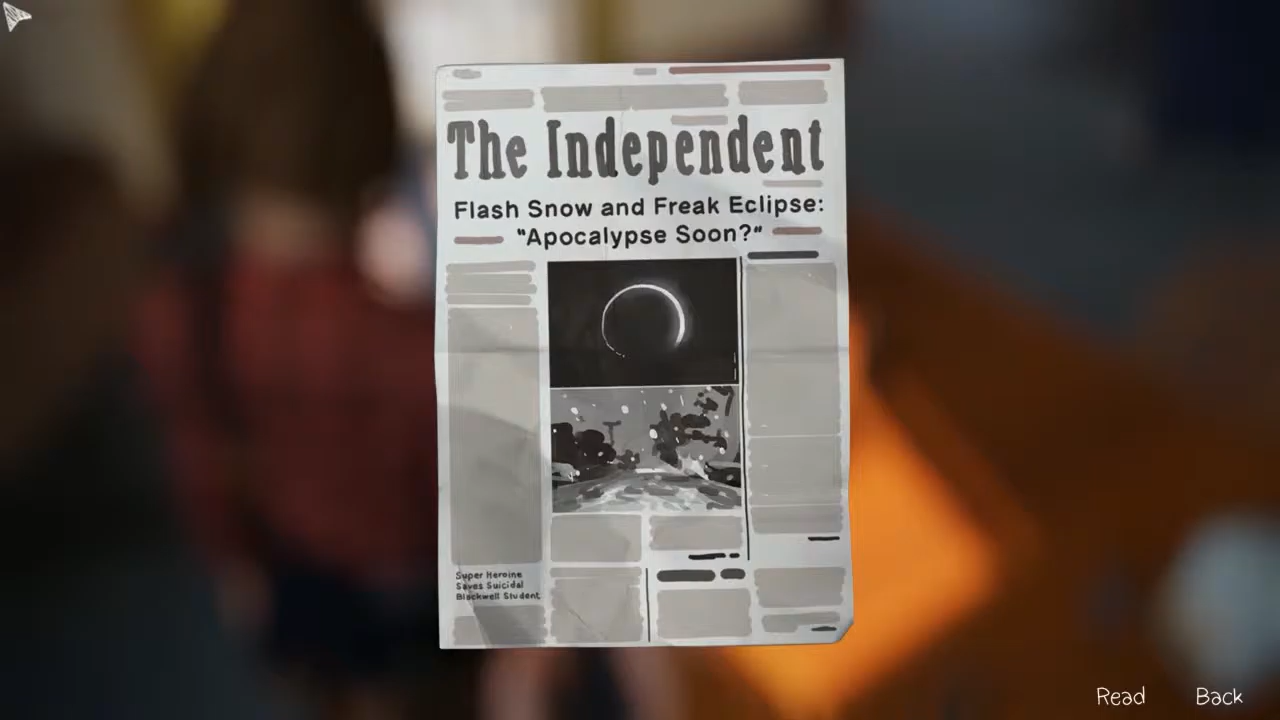 The Independent
Flash Snow and Freak Eclipse:
"Apocalypse Soon?"
Super Heroine
Saves Suicidal
Blackwell Student
Read
Back